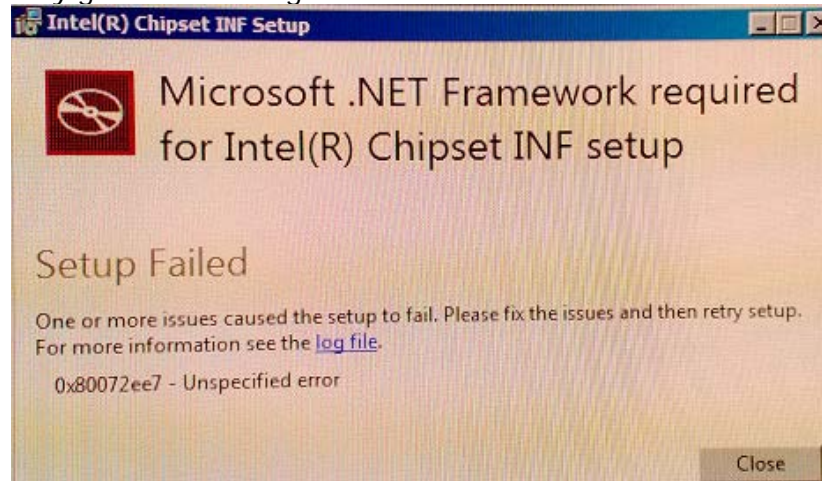 Intel(R) Chipset INF Setup
Microsoft .NET Framework required
for Intel(R) Chipset INF setup
Setup Failed
One or more issues caused the setup to fail. Please fix the issues and then retry setup.
For more information see the log file.
0x80072ee7 - Unspecified error
Close